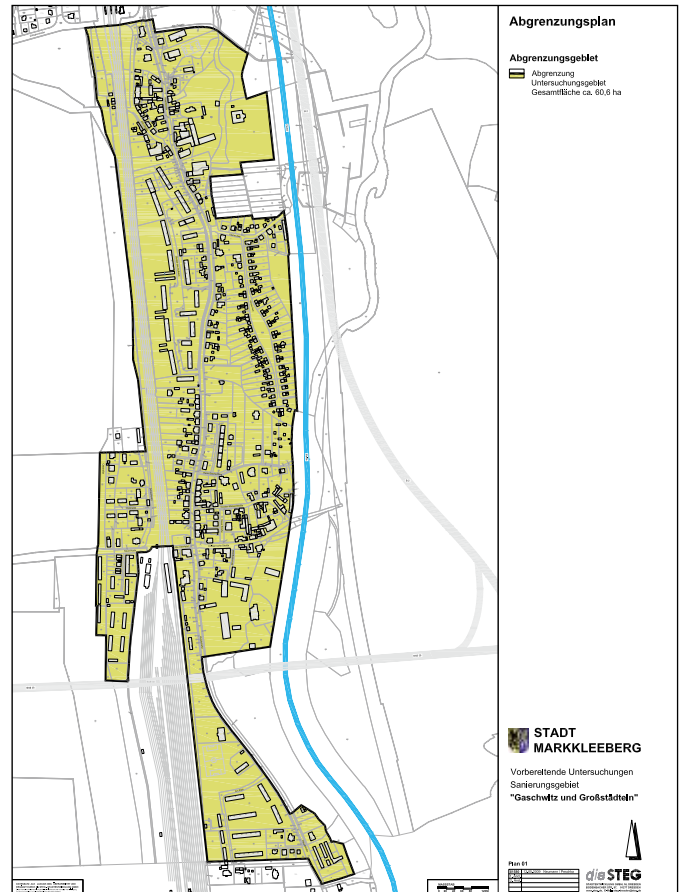 Abgrenzungsplan
Abgrenzungsgebiet
Abgrenzung
Untersuchungsgebiet
Gesamtfläche ca. 60,6 ha
STADT
MARKKLEEBERG
Vorbereitende Untersuchungen
Sanierungsgebiet
"Gaschwitz und Großstädteln"
Plan 01
die STEG